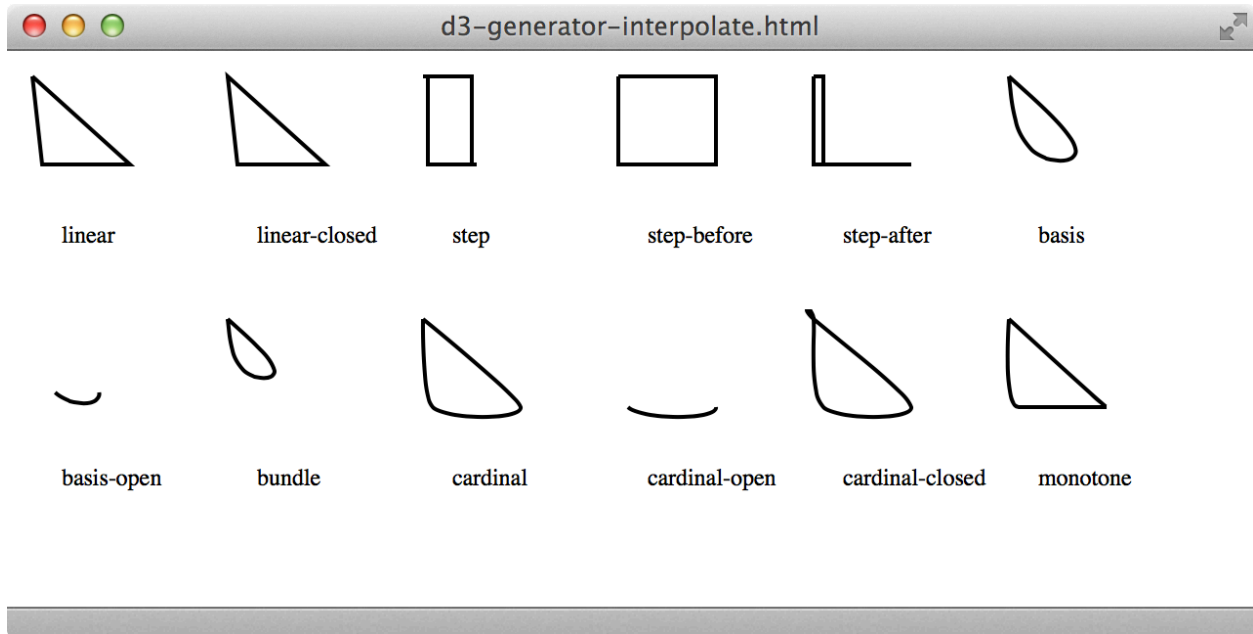 d3-generator-interpolate.html
linear linear-closed step step-before step-after basis
basis-open bundle cardinal cardinal-open cardinal-closed monotone